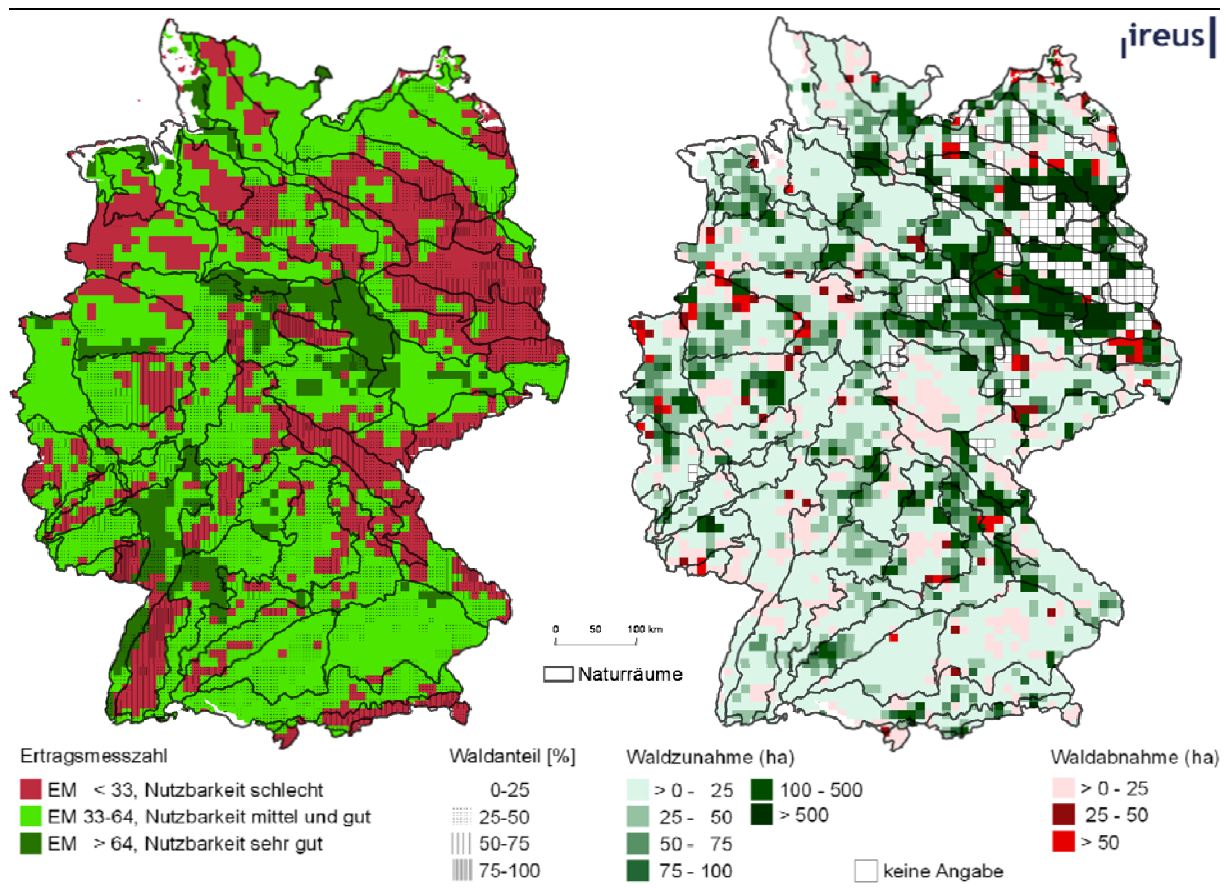 ireus
0 50 100 km
Naturräume
Ertragsmesszahl
EM < 33, Nutzbarkeit schlecht
EM 33-64, Nutzbarkeit mittel und gut
EM > 64, Nutzbarkeit sehr gut
Waldanteil [%]
0-25
25-50
50-75
75-100
Waldzunahme (ha)
> 0 - 25
25 - 50
50 - 75
75 - 100
100 - 500
> 500
keine Angabe
Waldabnahme (ha)
> 0 - 25
25 - 50
> 50